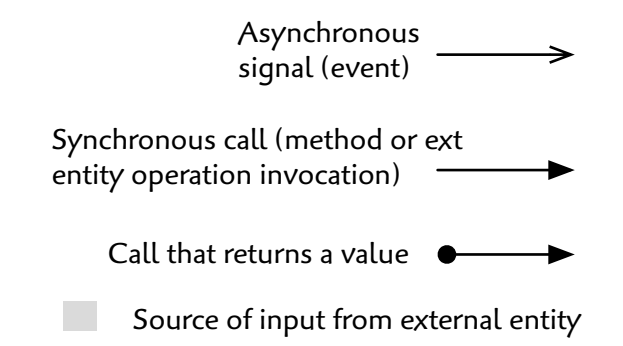 Asynchronous
signal (event)
Synchronous call (method or ext
entity operation invocation)
Call that returns a value
Source of input from external entity